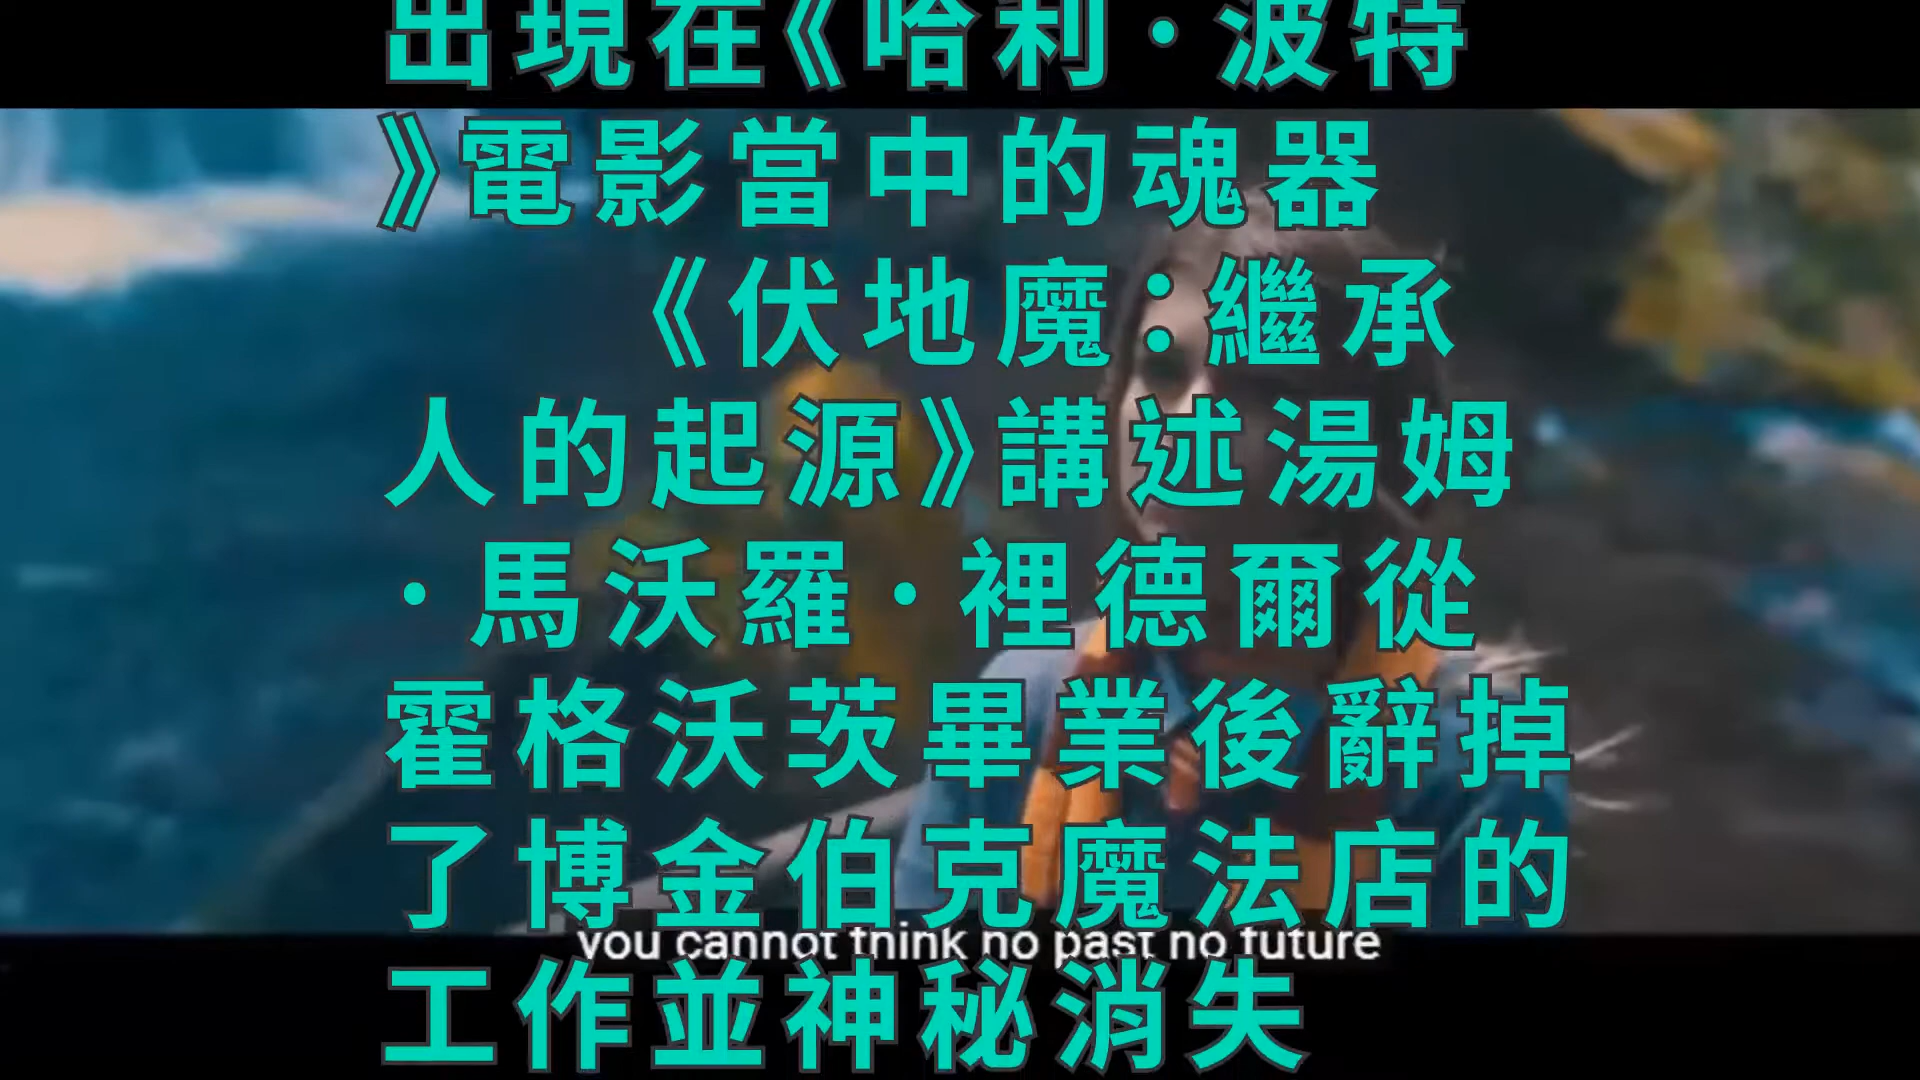 出現在《哈利·波特
》電影當中的魂器
《伏地魔：繼承
人的起源》講述湯姆
·馬沃羅·裡德爾從
霍格沃茨畢業後辭掉
了博金伯克魔法店的
you cannot think no past no future
工作並神秘消失